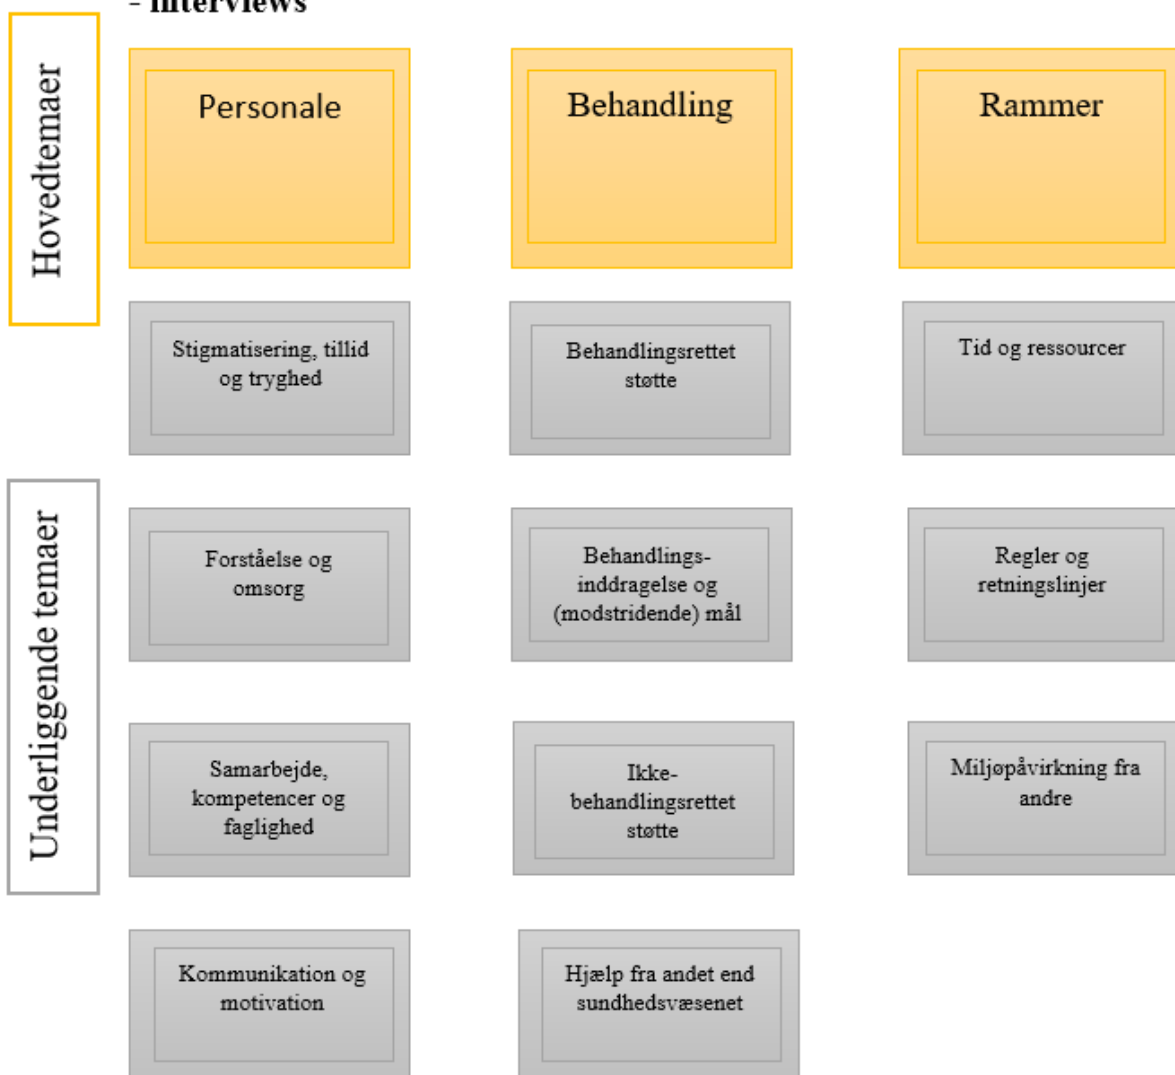 - Interviews
Hovedtemaer
Personale
Behandling
Rammer
Stigmatisering, tillid
og tryghed
Behandlingsrettet
støtte
Tid og ressourcer
Underliggende temaer
Forståelse og
omsorg
Behandlings-
inddragelse og
(modstridende) mål
Regler og
retningslinjer
Samarbejde,
kompetencer og
faglighed
Ikke-
behandlingsrettet
støtte
Miljøpåvirkning fra
andre
Kommunikation og
motivation
Hjælp fra andet end
sundhedsvæsenet